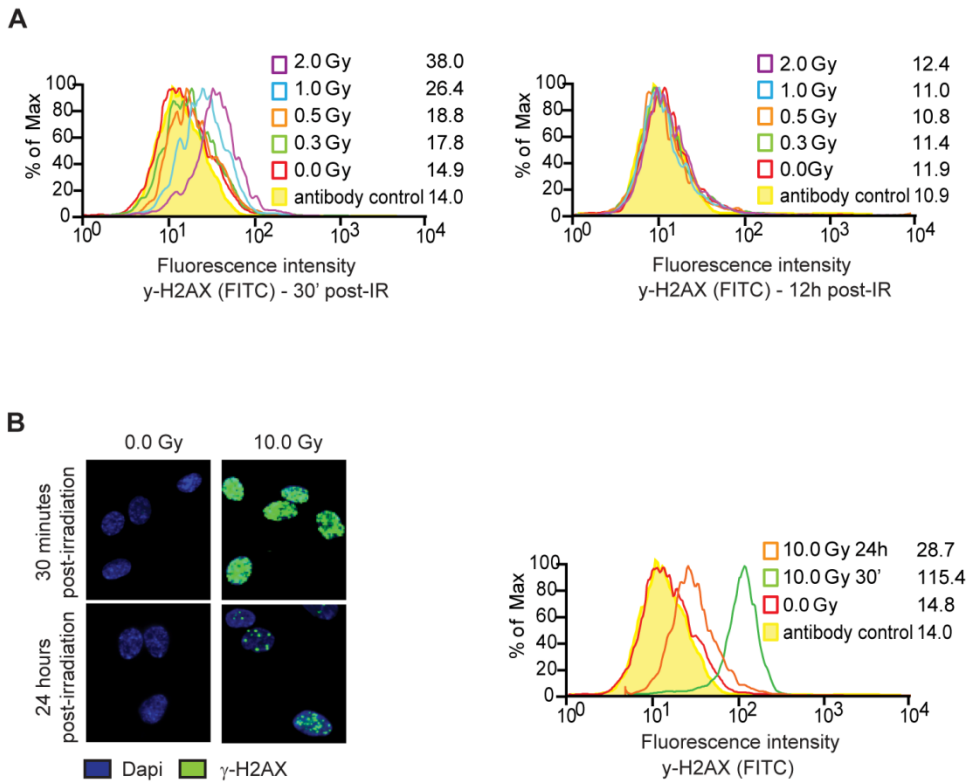 A
2.0 Gy 38.0
1.0 Gy 26.4
0.5 Gy 18.8
0.3 Gy 17.8
0.0 Gy 14.9
antibody control 14.0
% of Max
100
80
60
40
20
0
10^0 10^1 10^2 10^3 10^4
Fluorescence intensity
y-H2AX (FITC) - 30' post-IR
2.0 Gy 12.4
1.0 Gy 11.0
0.5 Gy 10.8
0.3 Gy 11.4
0.0Gy 11.9
antibody control 10.9
% of Max
100
80
60
40
20
0
10^0 10^1 10^2 10^3 10^4
Fluorescence intensity
y-H2AX (FITC) - 12h post-IR
B
0.0 Gy 10.0 Gy
30 minutes
post-irradiation
24 hours
post-irradiation
Dapi γ-H2AX
10.0 Gy 24h 28.7
10.0 Gy 30' 115.4
0.0 Gy 14.8
antibody control 14.0
% of Max
100
80
60
40
20
0
10^0 10^1 10^2 10^3 10^4
Fluorescence intensity
y-H2AX (FITC)